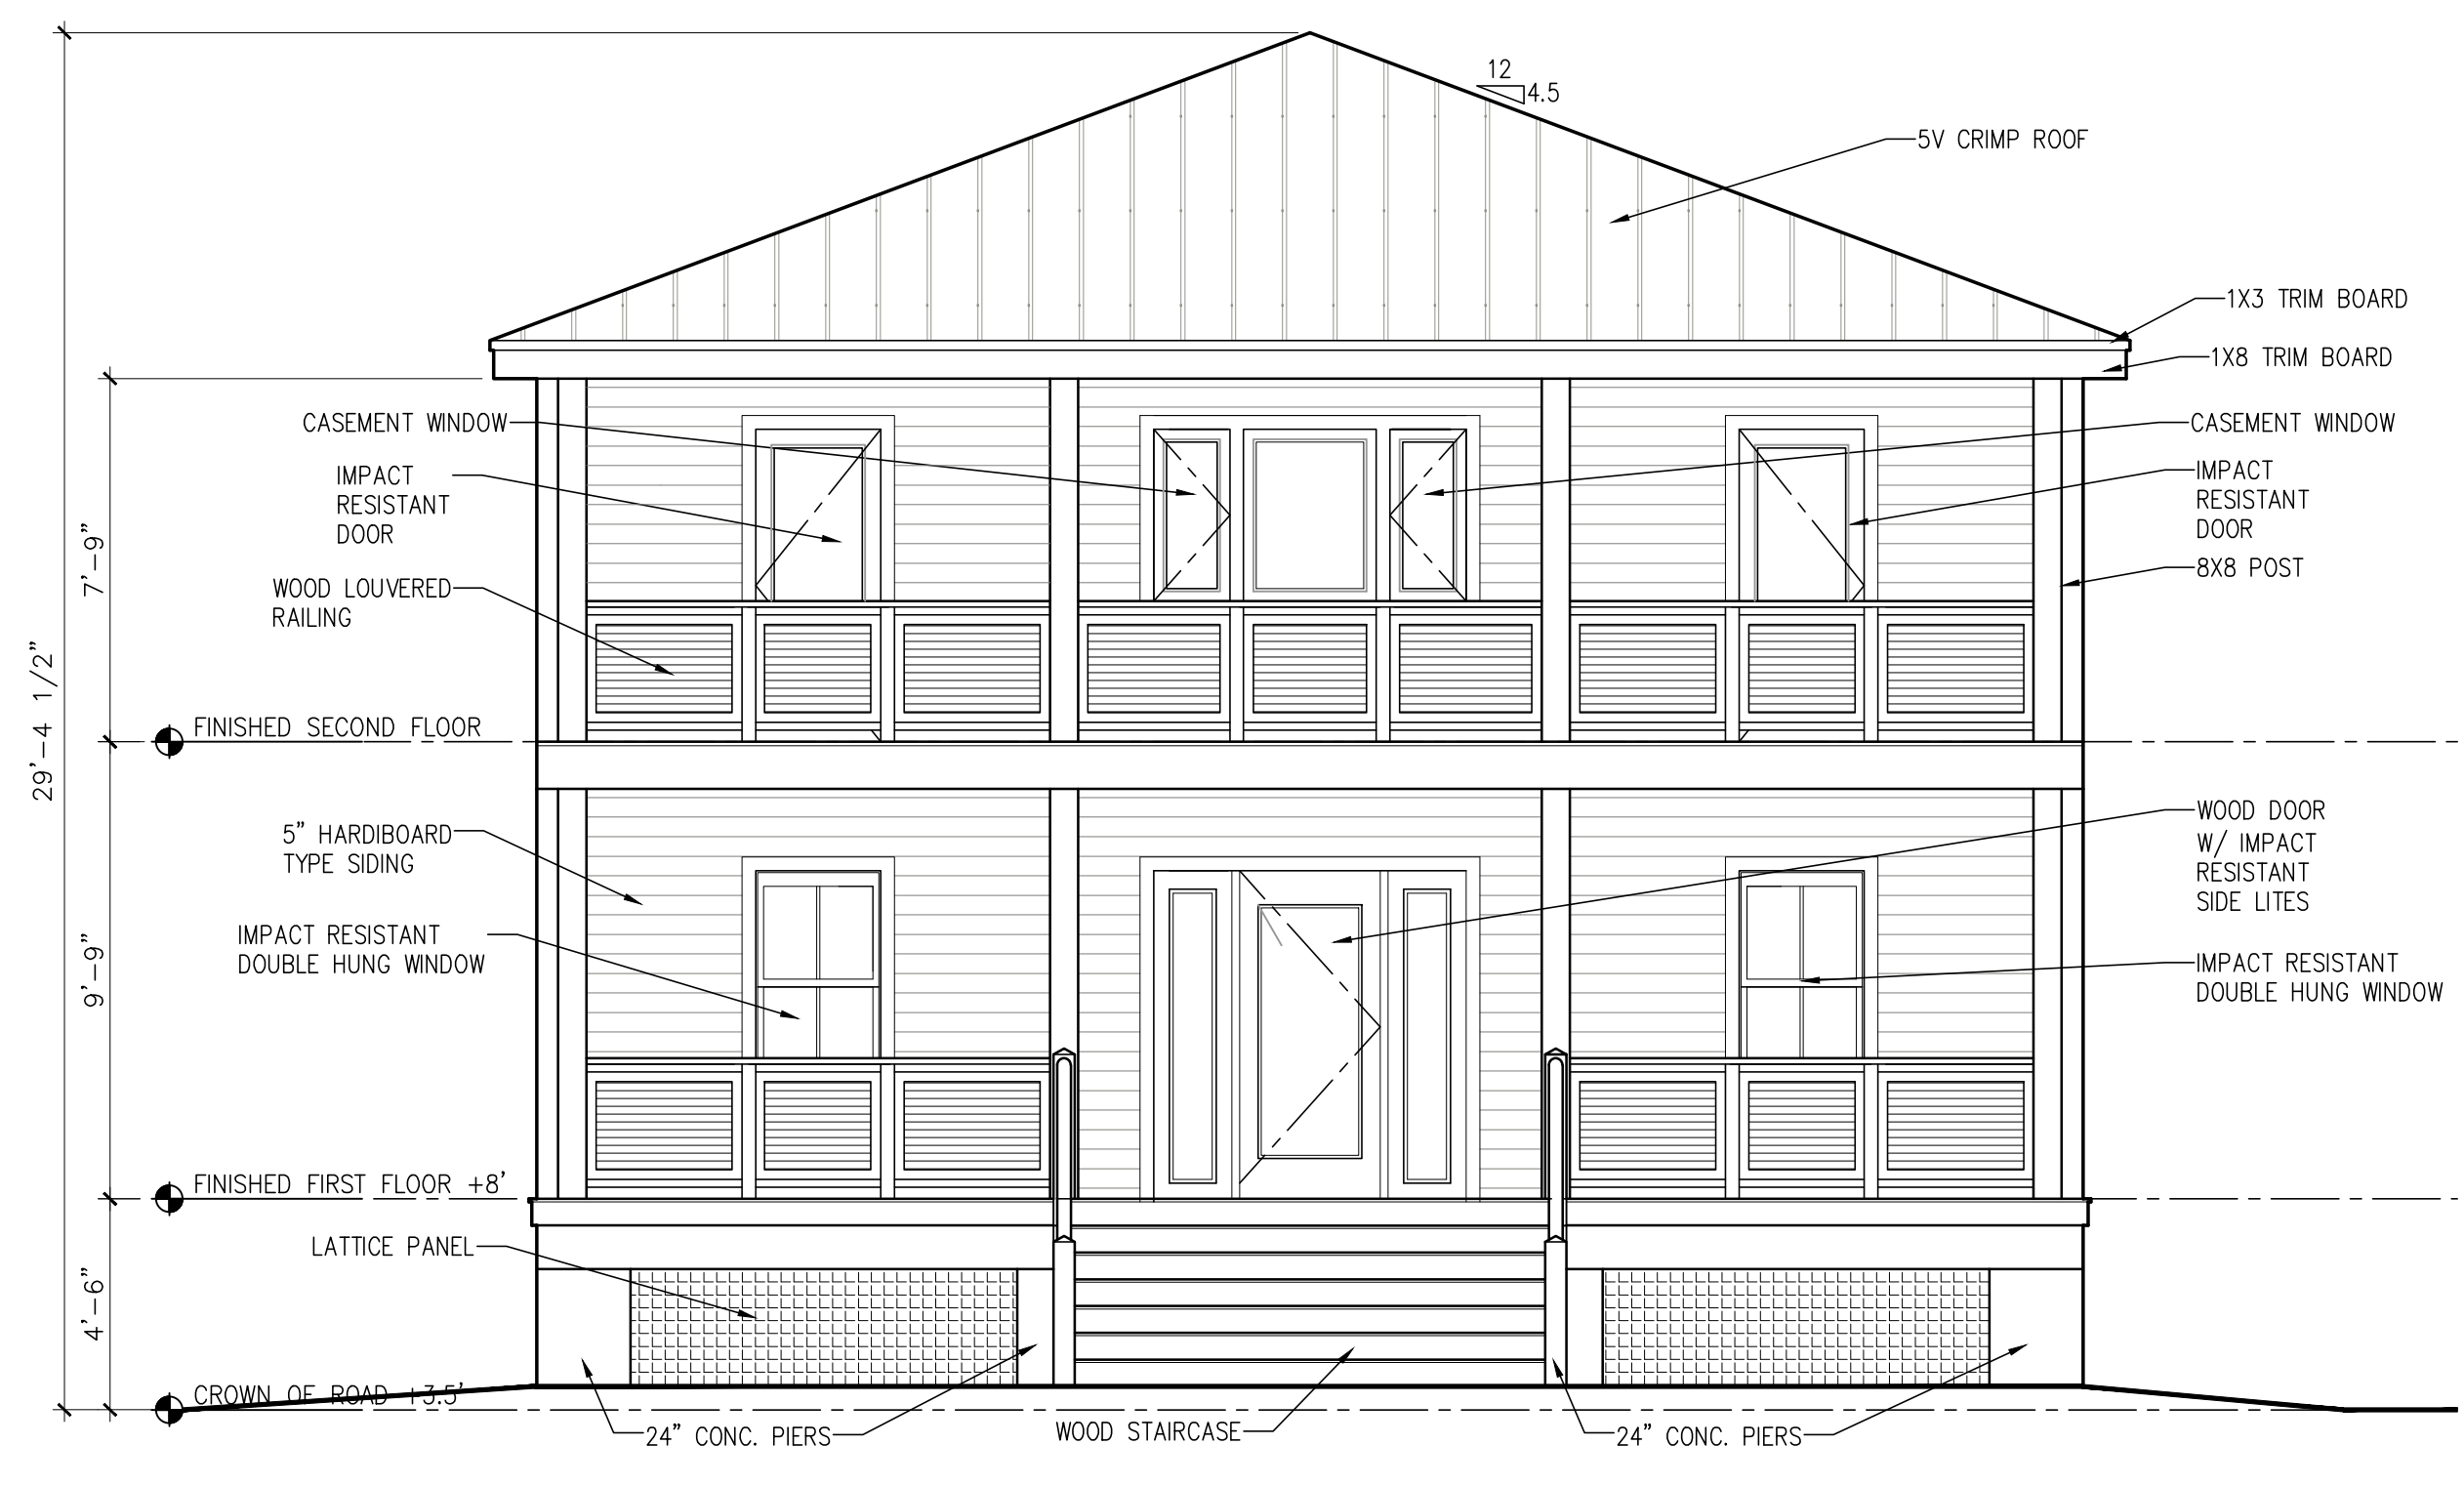 12
4.5
5V CRIMP ROOF
1X3 TRIM BOARD
1X8 TRIM BOARD
CASEMENT WINDOW
CASEMENT WINDOW
IMPACT
RESISTANT
DOOR
IMPACT
RESISTANT
DOOR
8X8 POST
WOOD LOUVERED
RAILING
7'-9"
29'-4 1/2"
FINISHED SECOND FLOOR
5" HARDIBOARD
TYPE SIDING
WOOD DOOR
W/ IMPACT
RESISTANT
SIDE LITES
IMPACT RESISTANT
DOUBLE HUNG WINDOW
IMPACT RESISTANT
DOUBLE HUNG WINDOW
9'-9"
FINISHED FIRST FLOOR +8'
LATTICE PANEL
4'-6"
CROWN OF ROAD +3.5'
24" CONC. PIERS
WOOD STAIRCASE
24" CONC. PIERS